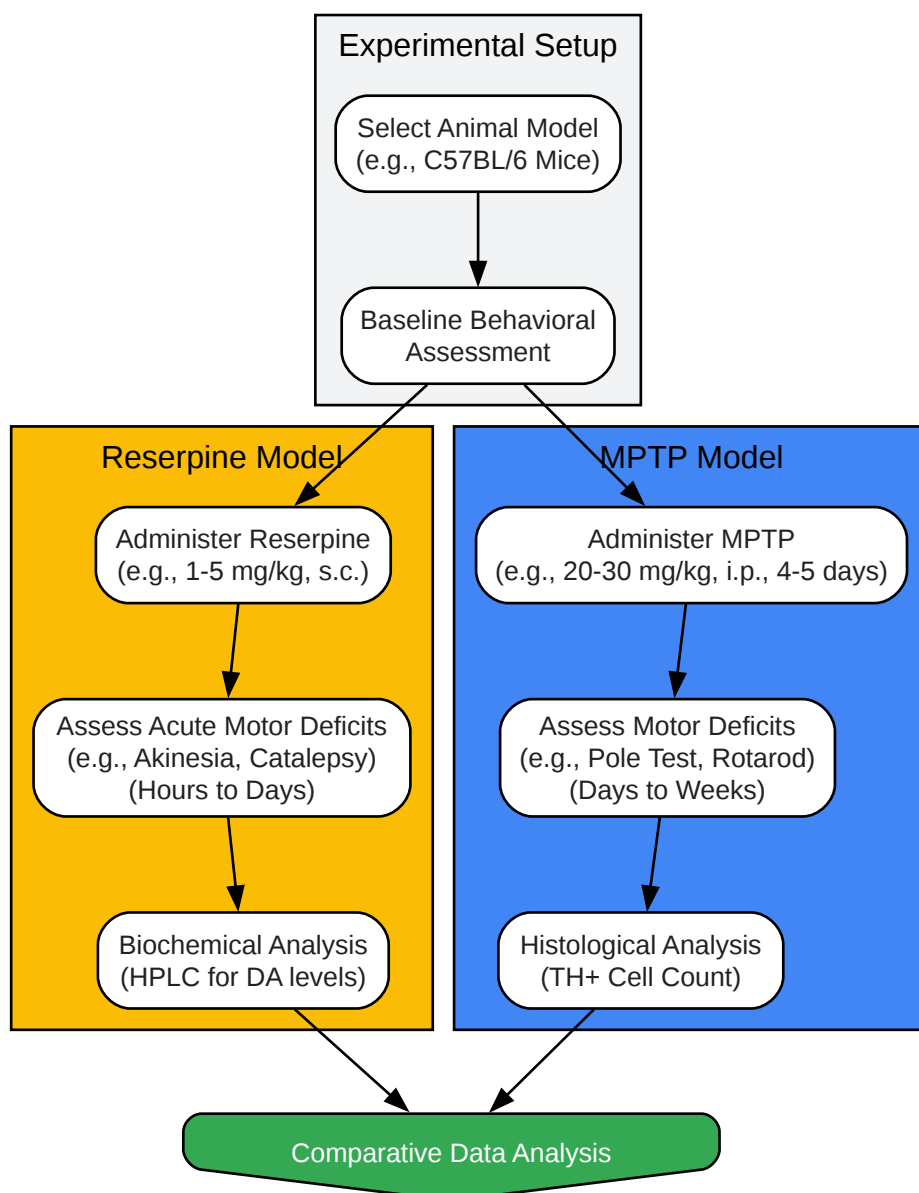 Experimental Setup
Select Animal Model
(e.g., C57BL/6 Mice)
Baseline Behavioral
Assessment
Reserpine Model
Administer Reserpine
(e.g., 1-5 mg/kg, s.c.)
Assess Acute Motor Deficits
(e.g., Akinesia, Catalepsy)
(Hours to Days)
Biochemical Analysis
(HPLC for DA levels)
MPTP Model
Administer MPTP
(e.g., 20-30 mg/kg, i.p., 4-5 days)
Assess Motor Deficits
(e.g., Pole Test, Rotarod)
(Days to Weeks)
Histological Analysis
(TH+ Cell Count)
Comparative Data Analysis